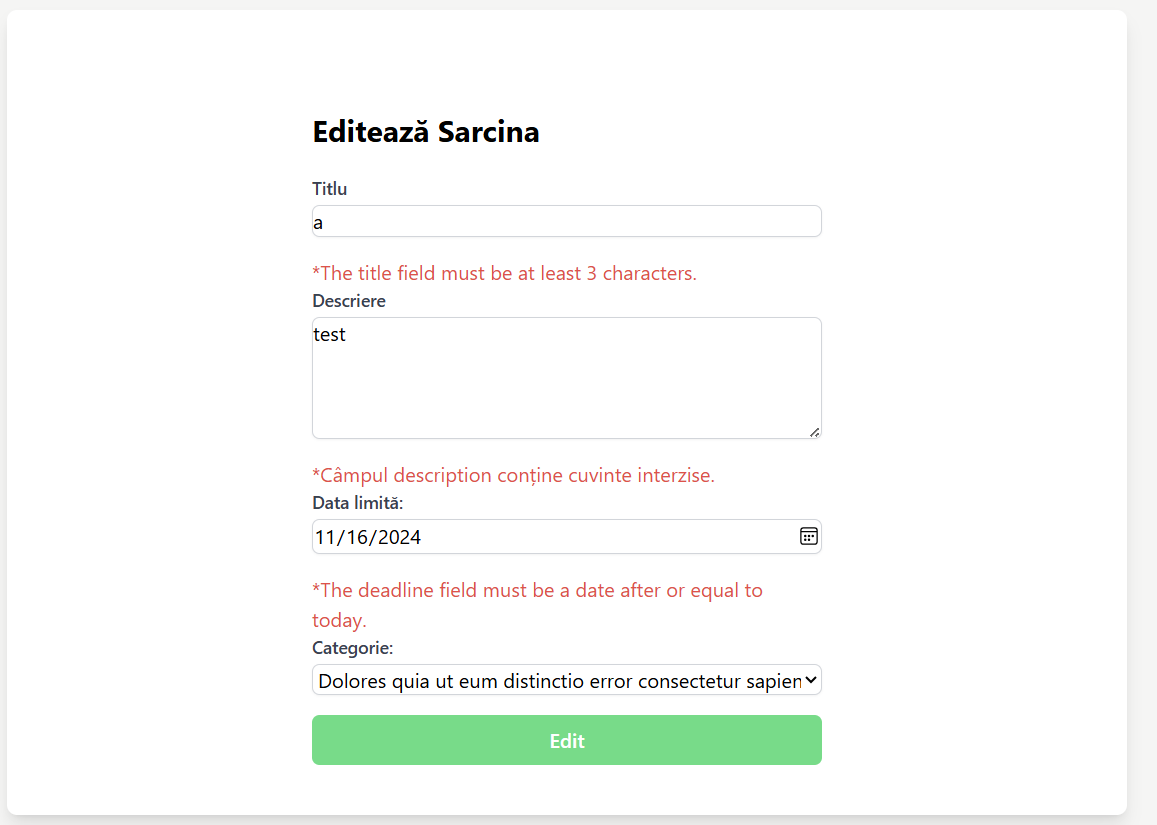 Editează Sarcina
Titlu
a
*The title field must be at least 3 characters.
Descriere
test
*Câmpul description conține cuvinte interzise.
Data limită:
11/16/2024
*The deadline field must be a date after or equal to
today.
Categorie:
Dolores quia ut eum distinctio error consectetur sapien
Edit